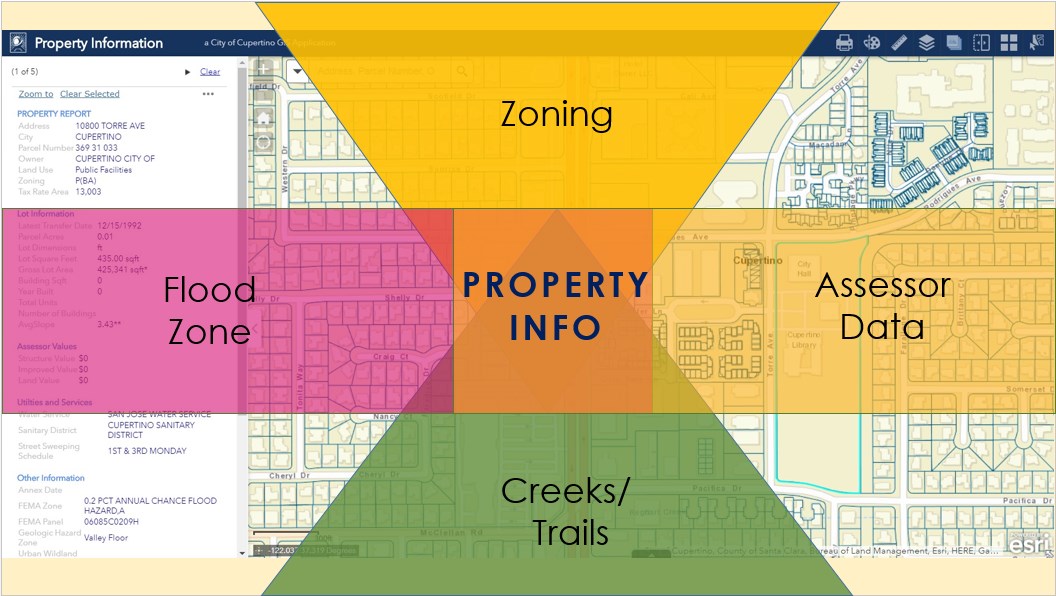 Property Information
a City of Cupertino GIS Application
(1 of 5)
Clear
Zoom to Clear Selected
PROPERTY REPORT
Address 10800 TORRE AVE
City CUPERTINO
Parcel Number 369 31 033
Owner CUPERTINO CITY OF
Land Use Public Facilities
Zoning P(BA)
Tax Rate Area 13,003
Lot Information
Latest Transfer Date 12/15/1992
Parcel Acres 0.01
Lot Dimensions ft
Lot Square Feet 435.00 sqft
Gross Lot Area 425,341 sqft*
Building Sqft 0
Year Built 0
Total Units
Number of Buildings
AvgSlope 3.43**
Assessor Values
Structure Value $0
Improved Value $0
Land Value $0
Utilties and Services
Water Service SAN JOSE WATER SERVICE
Sanitary District CUPERTINO SANITARY
DISTRICT
Street Sweeping
Schedule 1ST & 3RD MONDAY
Other Information
Annex Date
FEMA Zone 0.2 PCT ANNUAL CHANCE FLOOD
HAZARD,A
FEMA Panel 06085C0209H
Geologic Hazard
Zone Valley Floor
Urban Wildland
Zoning
Flood
Zone
PROPERTY
INFO
Assessor
Data
Creeks/
Trails
Western Dr
Torre Ave
Macadam
Rodrigues Ave
Cupertino
City
Hall
Cupertino
Library
Torre Ave
Farallone Dr
Brittany Ct
Somerset D
Shelly Dr
Craig Ct
Tonita Way
Nancy
Cheryl Dr
McClellan Rd
Pacifica Dr
Pacifica Dr
Cupertino, County of Santa Clara, Bureau of Land Management, Esri, HERE, Ga...
esri